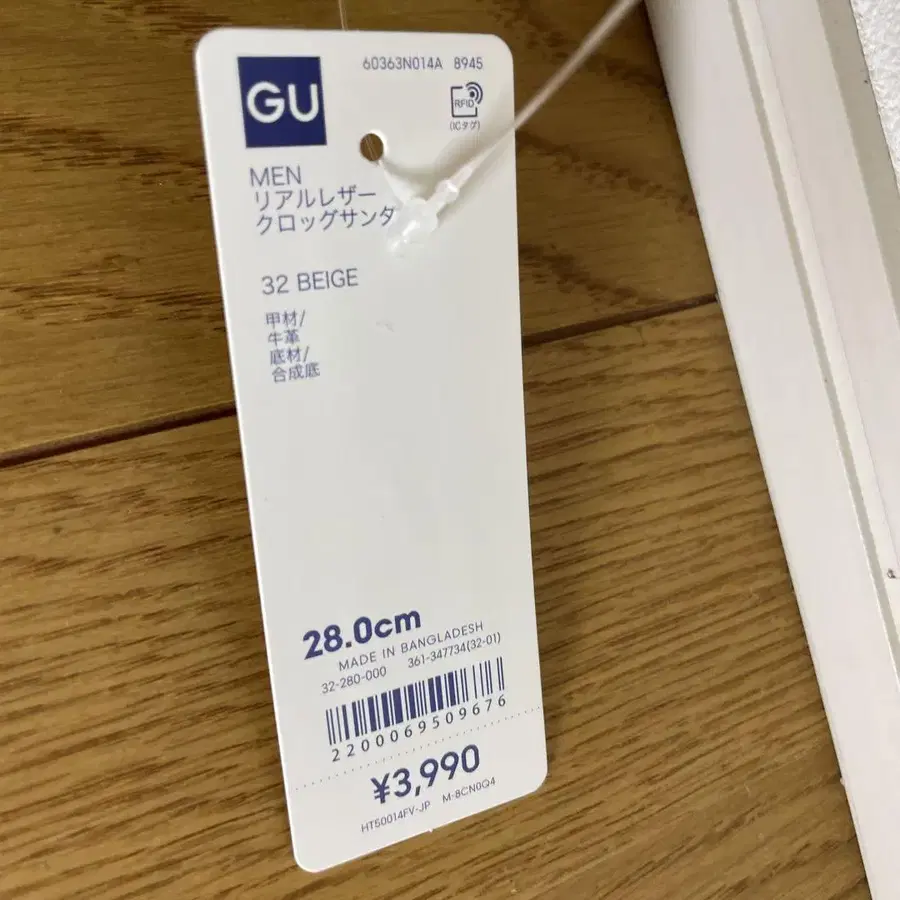 GU
60363N014A 8945
RFID
(ICタグ)
MEN
リアルレザー
クロッグサンダ
32 BEIGE
甲材/
牛革
底材/
合成底
28.0cm
MADE IN BANGLADESH
32-280-000 361-347734(32-01)
2200069509676
¥3,990
HT50014FV-JP M-8CN0Q4